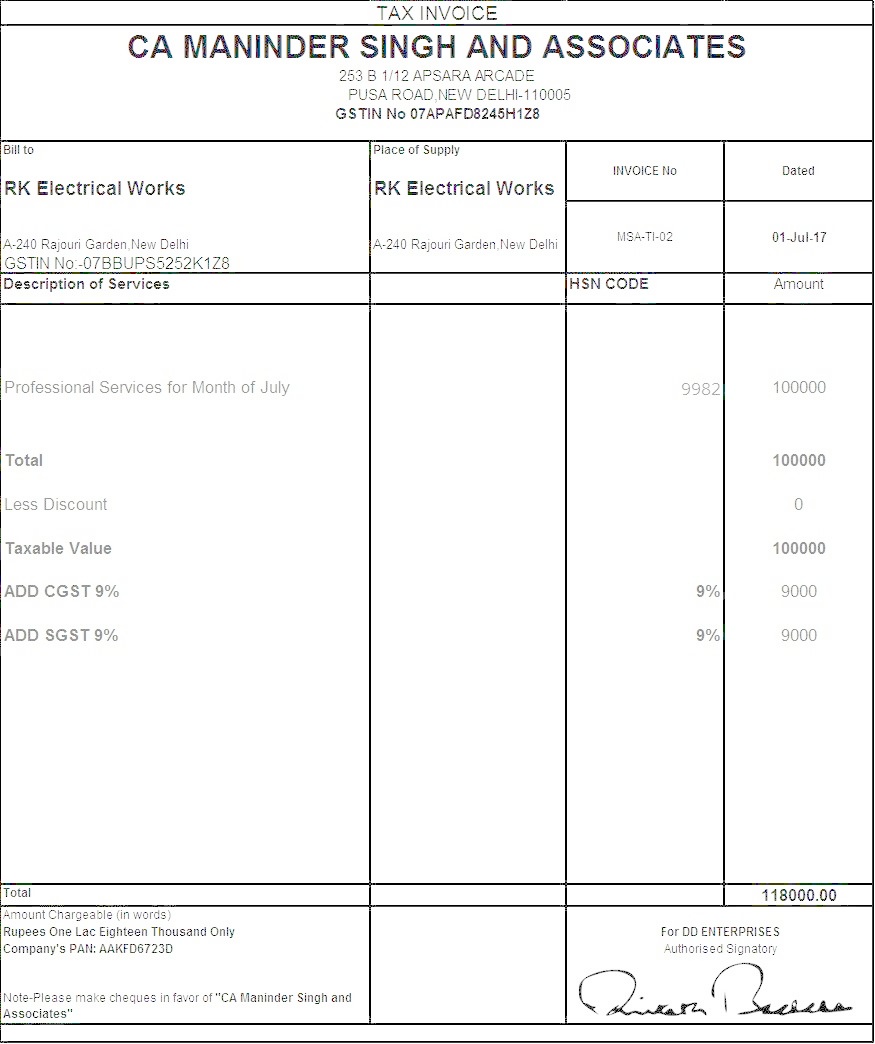 TAX INVOICE
CA MANINDER SINGH AND ASSOCIATES
253 B 1/12 APSARA ARCADE
PUSA ROAD,NEW DELHI-110005
GSTIN No 07APAFD8245H1Z8
Bill to
RK Electrical Works
A-240 Rajouri Garden,New Delhi
GSTIN No:-07BBUPS5252K1Z8
Place of Supply
RK Electrical Works
A-240 Rajouri Garden,New Delhi
INVOICE No
MSA-TI-02
Dated
01-Jul-17
Description of Services HSN CODE Amount
Professional Services for Month of July 9982 100000
Total 100000
Less Discount 0
Taxable Value 100000
ADD CGST 9% 9% 9000
ADD SGST 9% 9% 9000
Total 118000.00
Amount Chargeable (in words)
Rupees One Lac Eighteen Thousand Only
Company's PAN: AAKFD6723D
Note-Please make cheques in favor of "CA Maninder Singh and
Associates"
For DD ENTERPRISES
Authorised Signatory